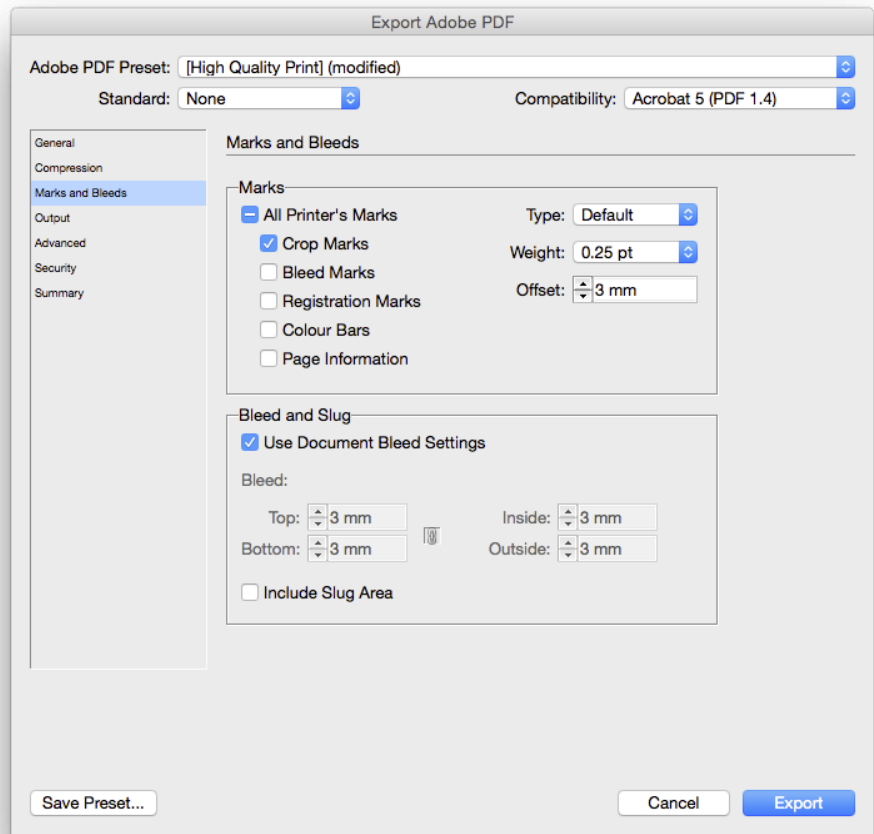 Export Adobe PDF
Adobe PDF Preset: [High Quality Print] (modified)
Standard: None Compatibility: Acrobat 5 (PDF 1.4)
General
Compression
Marks and Bleeds
Output
Advanced
Security
Summary
Marks and Bleeds
Marks
All Printer's Marks
Crop Marks
Bleed Marks
Registration Marks
Colour Bars
Page Information
Type: Default
Weight: 0.25 pt
Offset: 3 mm
Bleed and Slug
Use Document Bleed Settings
Bleed:
Top: 3 mm Inside: 3 mm
Bottom: 3 mm Outside: 3 mm
Include Slug Area
Save Preset... Cancel Export